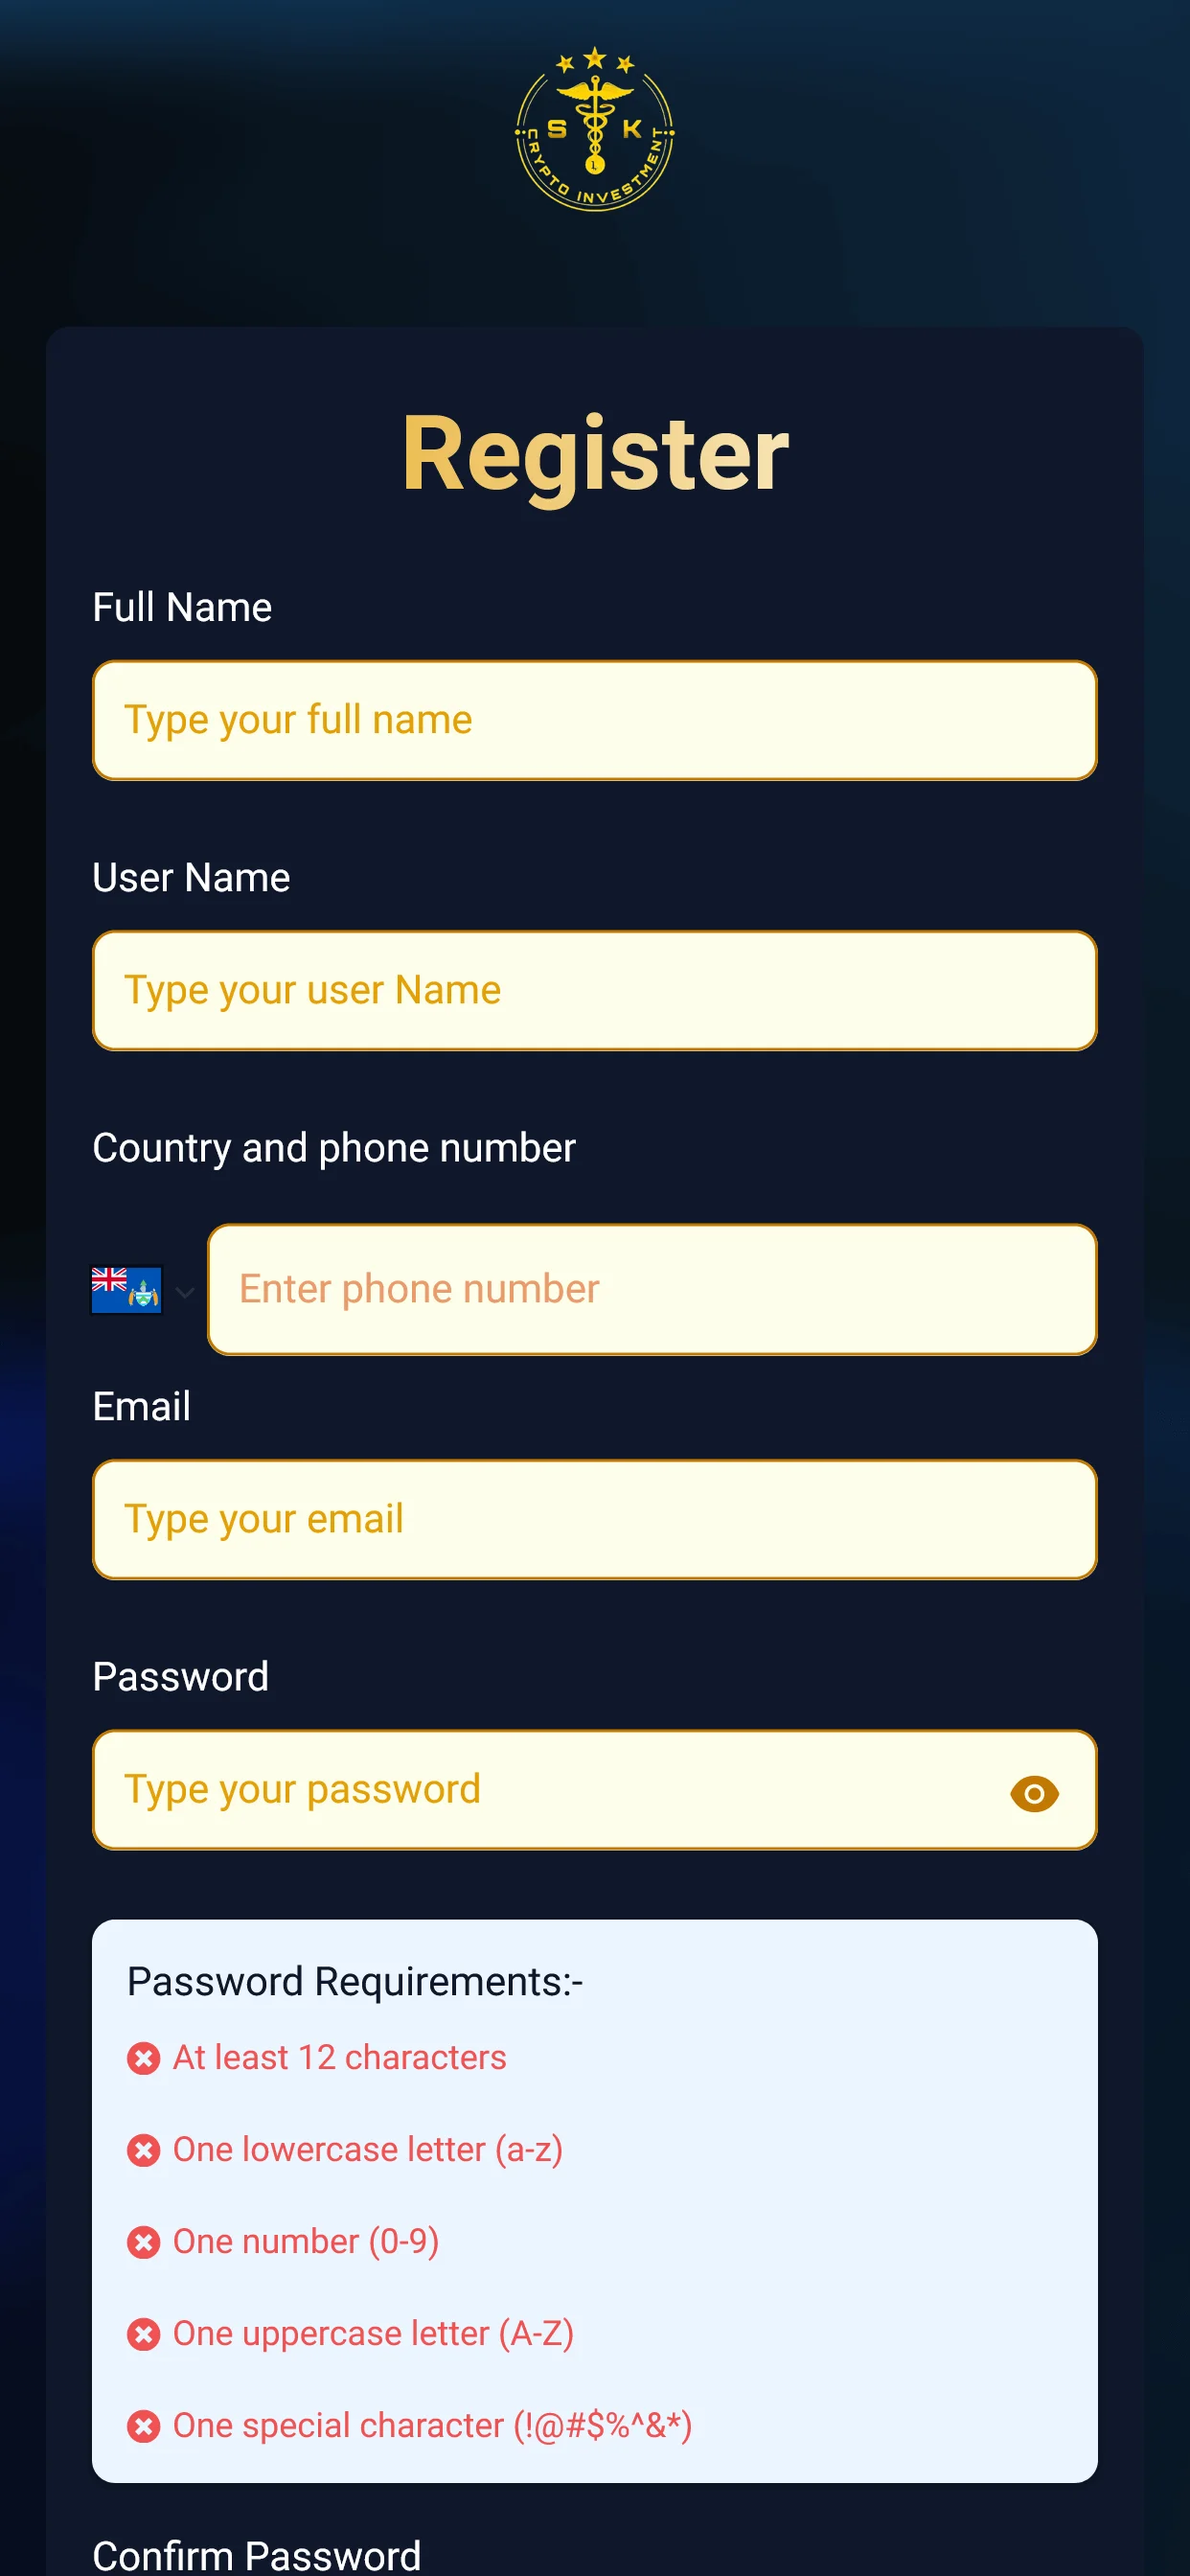 S K
CRYPTO INVESTMENT
Register
Full Name
Type your full name
User Name
Type your user Name
Country and phone number
Enter phone number
Email
Type your email
Password
Type your password
Password Requirements:-
At least 12 characters
One lowercase letter (a-z)
One number (0-9)
One uppercase letter (A-Z)
One special character (!@#$%^&*)
Confirm Password